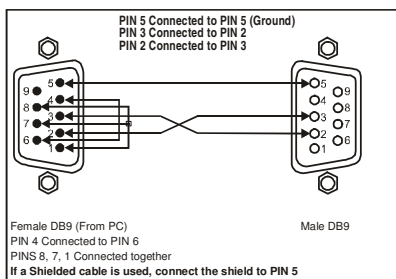 PIN 5 Connected to PIN 5 (Ground)
PIN 3 Connected to PIN 2
PIN 2 Connected to PIN 3
5
9
4
8
3
7
2
6
1
5
9
4
8
3
7
2
6
1
Female DB9 (From PC)
Male DB9
PIN 4 Connected to PIN 6
PINS 8, 7, 1 Connected together
If a Shielded cable is used, connect the shield to PIN 5